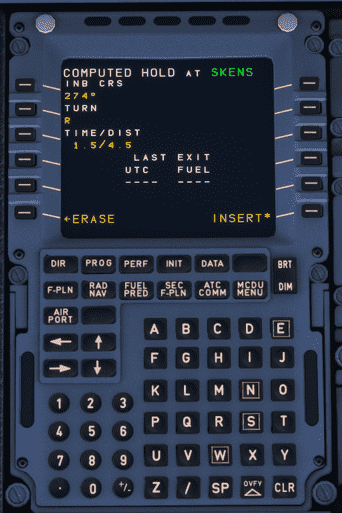 COMPUTED HOLD AT SKENS
INB CRS
274°
TURN
R
TIME/DIST
1.5/4.5
LAST EXIT
UTC FUEL
---- ----
←ERASE INSERT*
DIR PROG PERF INIT DATA BRT
F-PLN RAD NAV FUEL PRED SEC F-PLN ATC COMM MCDU MENU DIM
AIR PORT
← ↑
→ ↓
A B C D E
F G H I J
K L M N O
P Q R S T
U V W X Y
Z / SP OVFY CLR
1 2 3
4 5 6
7 8 9
. 0 +/-